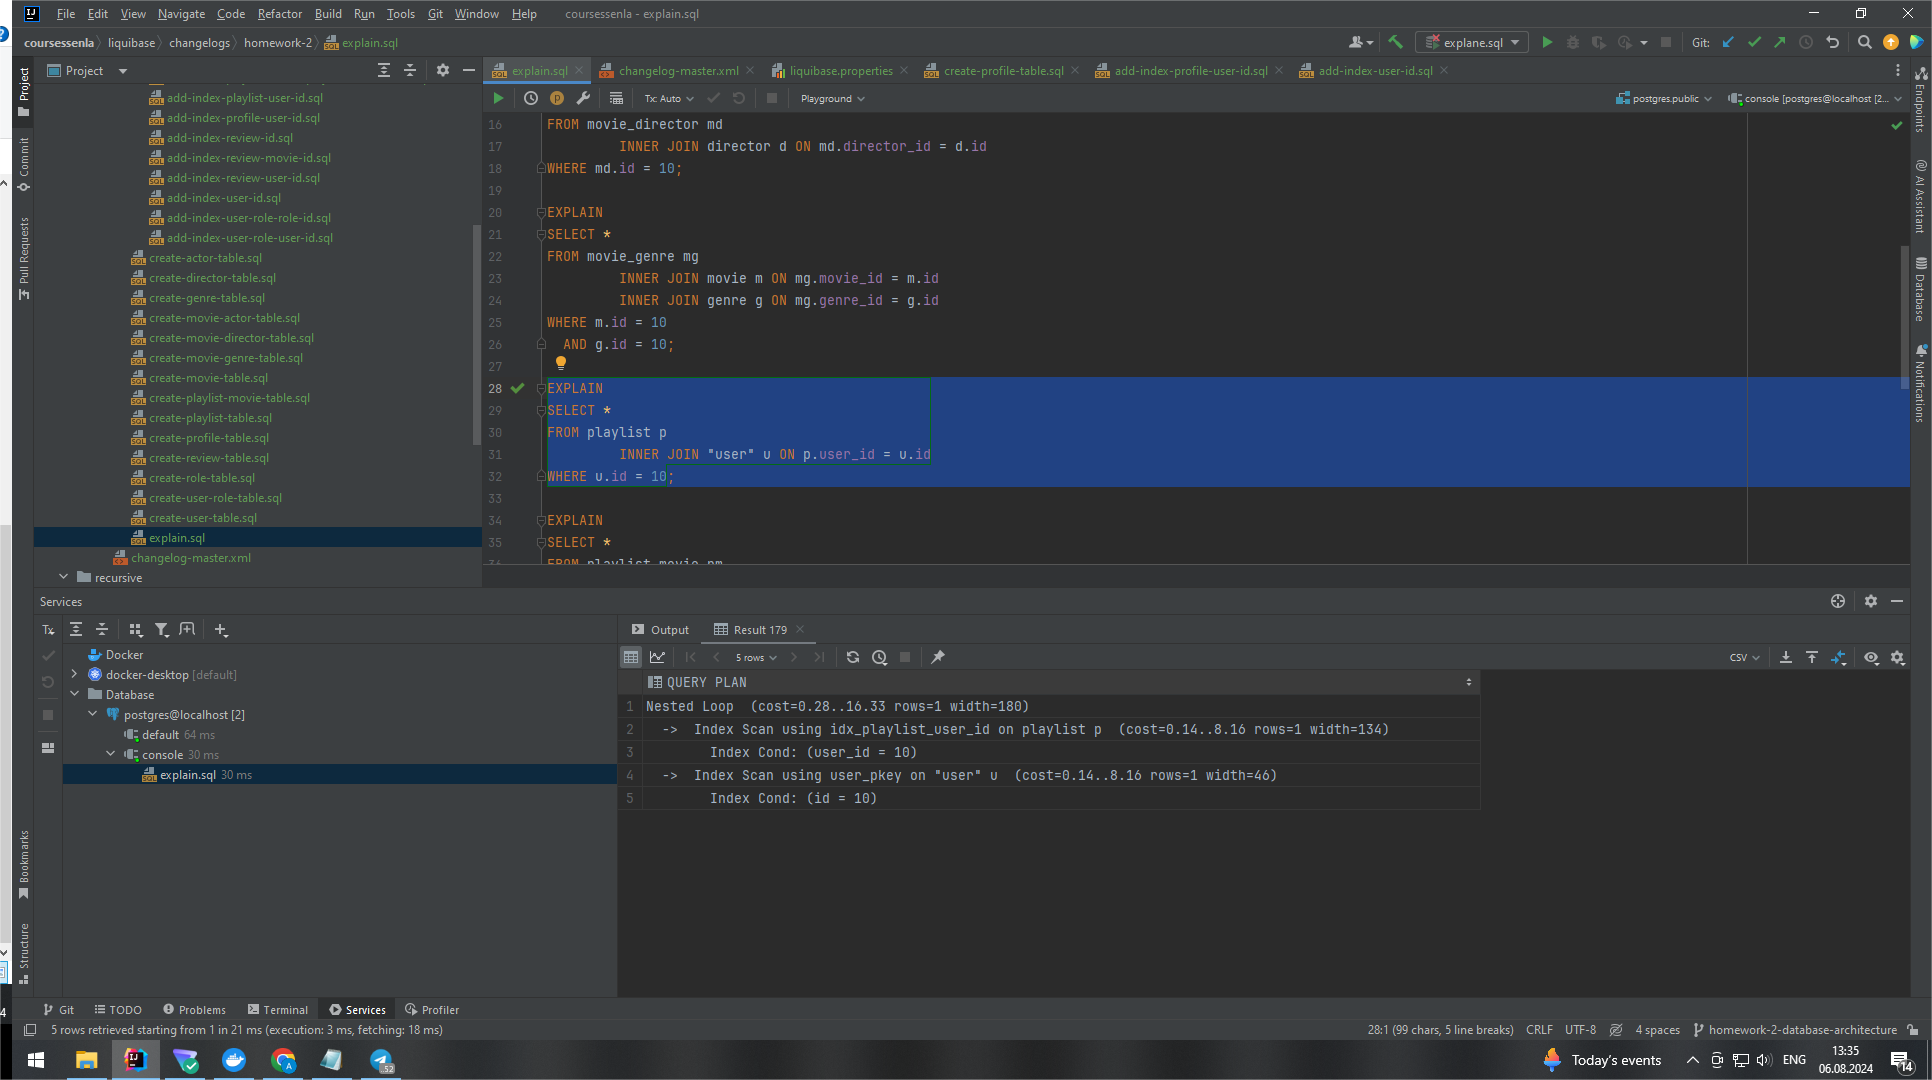 File Edit View Navigate Code Refactor Build Run Tools Git Window Help coursessenla - explain.sql
coursessenla liquibase changelogs homework-2 explain.sql
explane.sql Git:
Project
explain.sql changelog-master.xml liquibase.properties create-profile-table.sql add-index-profile-user-id.sql add-index-user-id.sql
Tx: Auto Playground postgres.public console [postgres@localhost [2...
Project
Commit
Pull Requests
Bookmarks
Structure
add-index-playlist-user-id.sql
add-index-profile-user-id.sql
add-index-review-id.sql
add-index-review-movie-id.sql
add-index-review-user-id.sql
add-index-user-id.sql
add-index-user-role-role-id.sql
add-index-user-role-user-id.sql
create-actor-table.sql
create-director-table.sql
create-genre-table.sql
create-movie-actor-table.sql
create-movie-director-table.sql
create-movie-genre-table.sql
create-movie-table.sql
create-playlist-movie-table.sql
create-playlist-table.sql
create-profile-table.sql
create-review-table.sql
create-role-table.sql
create-user-role-table.sql
create-user-table.sql
explain.sql
changelog-master.xml
recursive
16 FROM movie_director md
17 INNER JOIN director d ON md.director_id = d.id
18 WHERE md.id = 10;
19
20 EXPLAIN
21 SELECT *
22 FROM movie_genre mg
23 INNER JOIN movie m ON mg.movie_id = m.id
24 INNER JOIN genre g ON mg.genre_id = g.id
25 WHERE m.id = 10
26 AND g.id = 10;
27
28 EXPLAIN
29 SELECT *
30 FROM playlist p
31 INNER JOIN "user" u ON p.user_id = u.id
32 WHERE u.id = 10;
33
34 EXPLAIN
35 SELECT *
36 FROM playlist_movie pm
Endpoints
AI Assistant
Database
Notifications
Services
Tx
Docker
docker-desktop [default]
Database
postgres@localhost [2]
default 64 ms
console 30 ms
explain.sql 30 ms
Output Result 179
5 rows CSV
QUERY PLAN
1 Nested Loop (cost=0.28..16.33 rows=1 width=180)
2 -> Index Scan using idx_playlist_user_id on playlist p (cost=0.14..8.16 rows=1 width=134)
3 Index Cond: (user_id = 10)
4 -> Index Scan using user_pkey on "user" u (cost=0.14..8.16 rows=1 width=46)
5 Index Cond: (id = 10)
Git TODO Problems Terminal Services Profiler
5 rows retrieved starting from 1 in 21 ms (execution: 3 ms, fetching: 18 ms) 28:1 (99 chars, 5 line breaks) CRLF UTF-8 4 spaces homework-2-database-architecture
Today's events ENG 13:35
06.08.2024
14
52